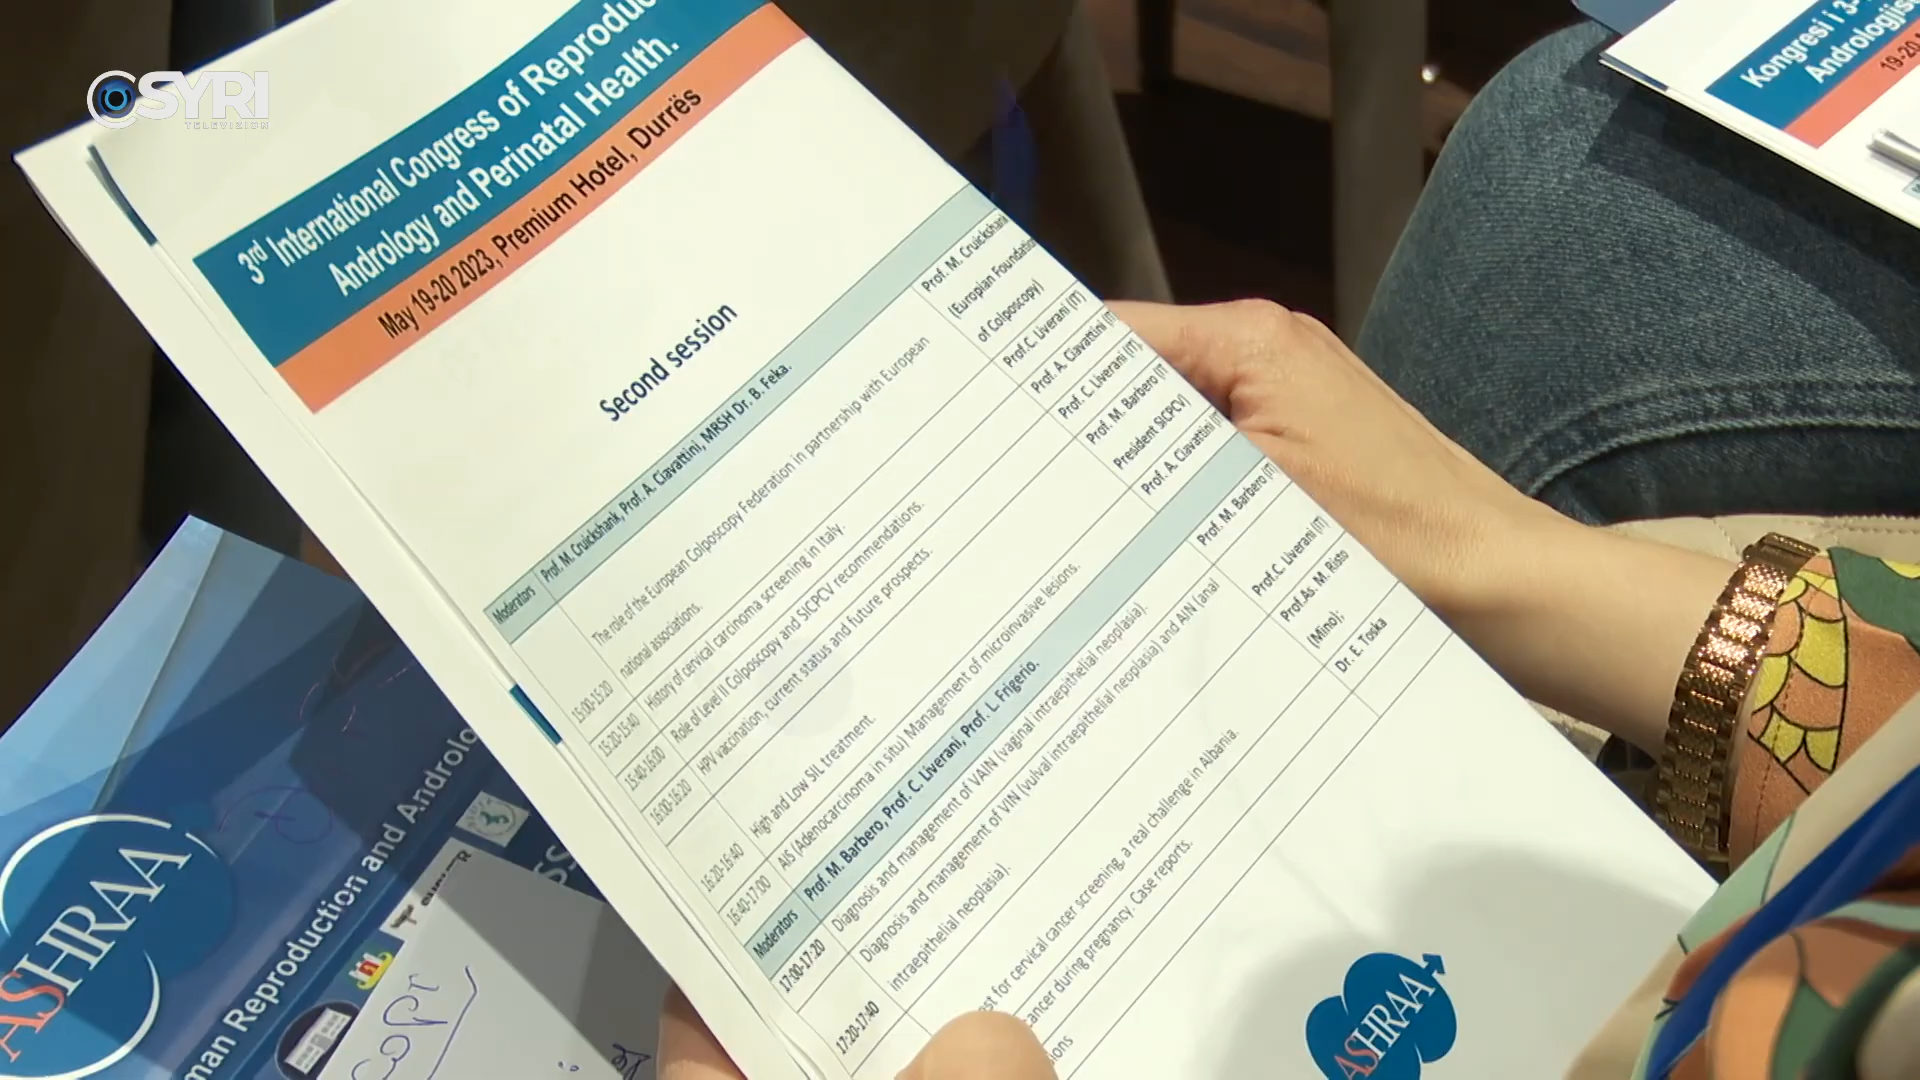 SYRI
TELEVIZION
3rd International Congress of Reproduc
Andrology and Perinatal Health.
May 19-20 2023, Premium Hotel, Durrës
Second session
Moderators Prof. M. Cruickshank, Prof. A. Ciavattini, MRSH Dr. B. Feka.
15:00-15:20 The role of the European Colposcopy Federation in partnership with European
national associations.
Prof. M. Cruickshank
(Europian Foundation
of Colposcopy)
15:20-15:40 History of cervical carcinoma screening in Italy. Prof.C. Liverani (IT)
15:40-16:00 Role of Level II Colposcopy and SICPCV recommendations. Prof. A. Ciavattini (IT
16:00-16:20 HPV vaccination, current status and future prospects. Prof. C. Liverani (IT),
Prof. M. Barbero (IT
President SICPCV)
16:20-16:40 High and Low SIL treatment.
16:40-17:00 AIS (Adenocarcinoma in situ) Management of microinvasive lesions. Prof. A. Ciavattini (IT
Moderators Prof. M. Barbero, Prof. C. Liverani, Prof. L. Frigerio.
17:00-17:20 Diagnosis and management of VAIN (vaginal intraepithelial neoplasia). Prof. M. Barbero (IT)
17:20-17:40 Diagnosis and management of VIN (vulval intraepithelial neoplasia) and AIN (anal
intraepithelial neoplasia).
Prof.C. Liverani (IT)
est for cervical cancer screening, a real challenge in Albania. Prof.As. M. Risto
(Mino);
cancer during pregnancy. Case reports. Dr. E. Toska
ions
ASHRAA
Kongresi i 3-
Andrologjis
19-20
ASHRAA
man Reproduction and Androlo